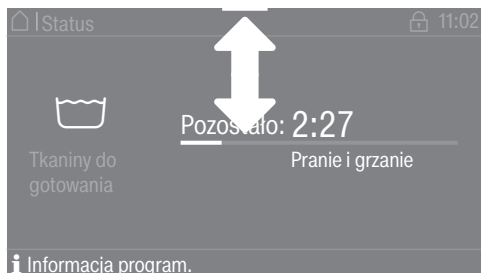 Status
11:02
Pozostało: 2:27
Tkaniny do
gotowania
Pranie i grzanie
i Informacja program.